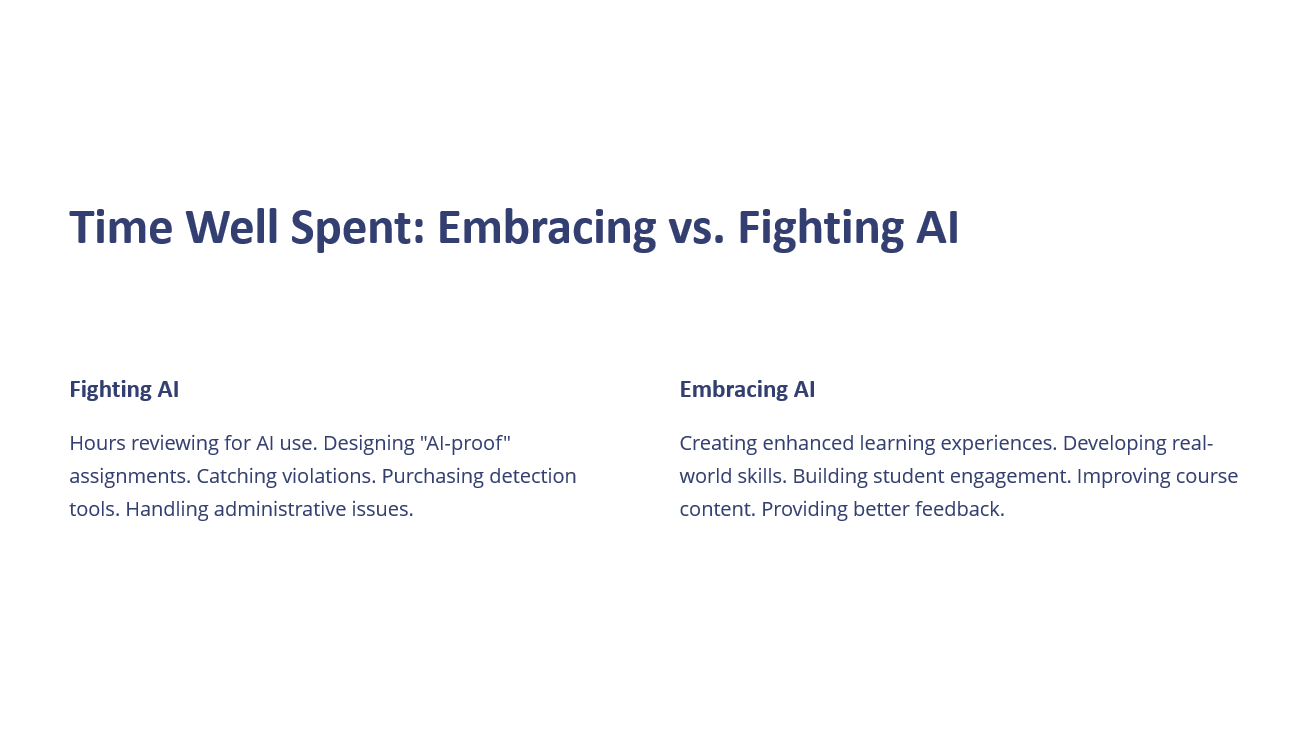 Time Well Spent: Embracing vs. Fighting AI
Fighting AI
Hours reviewing for AI use. Designing "AI-proof"
assignments. Catching violations. Purchasing detection
tools. Handling administrative issues.
Embracing AI
Creating enhanced learning experiences. Developing real-
world skills. Building student engagement. Improving course
content. Providing better feedback.